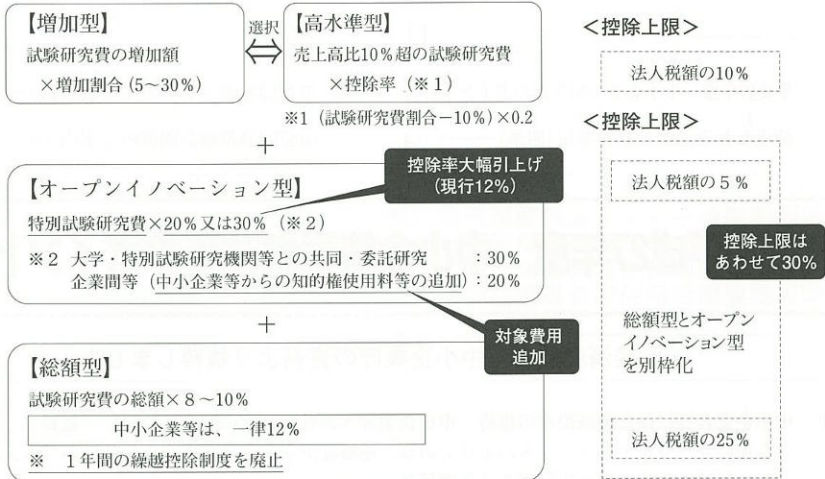 【増加型】
試験研究費の増加額
×増加割合(5～30%)
選択
⇔
【高水準型】
売上高比10%超の試験研究費
×控除率(※1)
※1(試験研究費割合－10%)×0.2
＜控除上限＞
法人税額の10%
＋
＜控除上限＞
【オープンイノベーション型】
控除率大幅引上げ
(現行12%)
特別試験研究費×20%又は30%(※2)
※2 大学・特別試験研究機関等との共同・委託研究 :30%
企業間等(中小企業等からの知的権使用料等の追加):20%
法人税額の5%
控除上限は
あわせて30%
＋
対象費用
追加
総額型とオープン
イノベーション型
を別枠化
【総額型】
試験研究費の総額×8～10%
中小企業等は、一律12%
※ 1年間の繰越控除制度を廃止
法人税額の25%